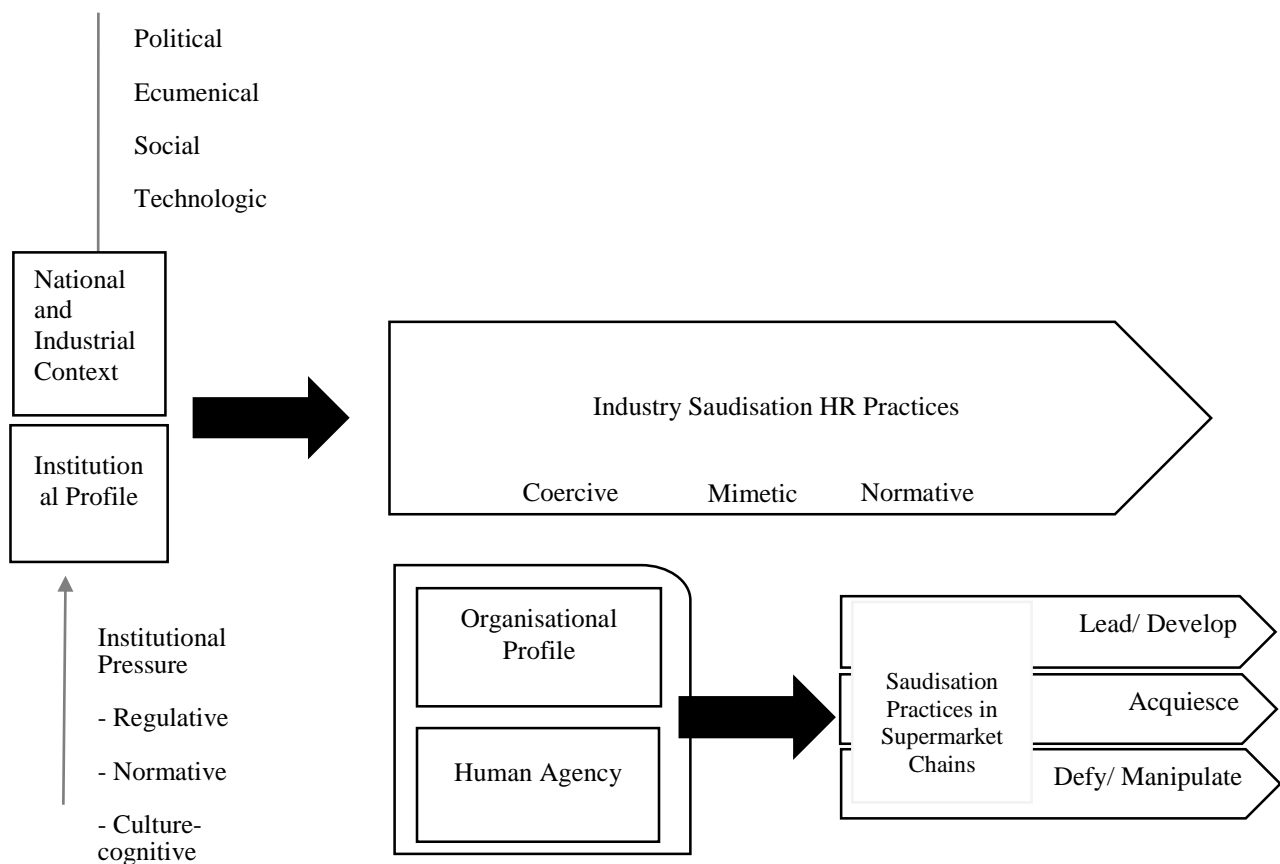 Political
Ecumenical
Social
Technologic
National
and
Industrial
Context
Institution
al Profile
Industry Saudisation HR Practices
Coercive Mimetic Normative
Institutional
Pressure
- Regulative
- Normative
- Culture-
cognitive
Organisational
Profile
Human Agency
Saudisation
Practices in
Supermarket
Chains
Lead/ Develop
Acquiesce
Defy/ Manipulate